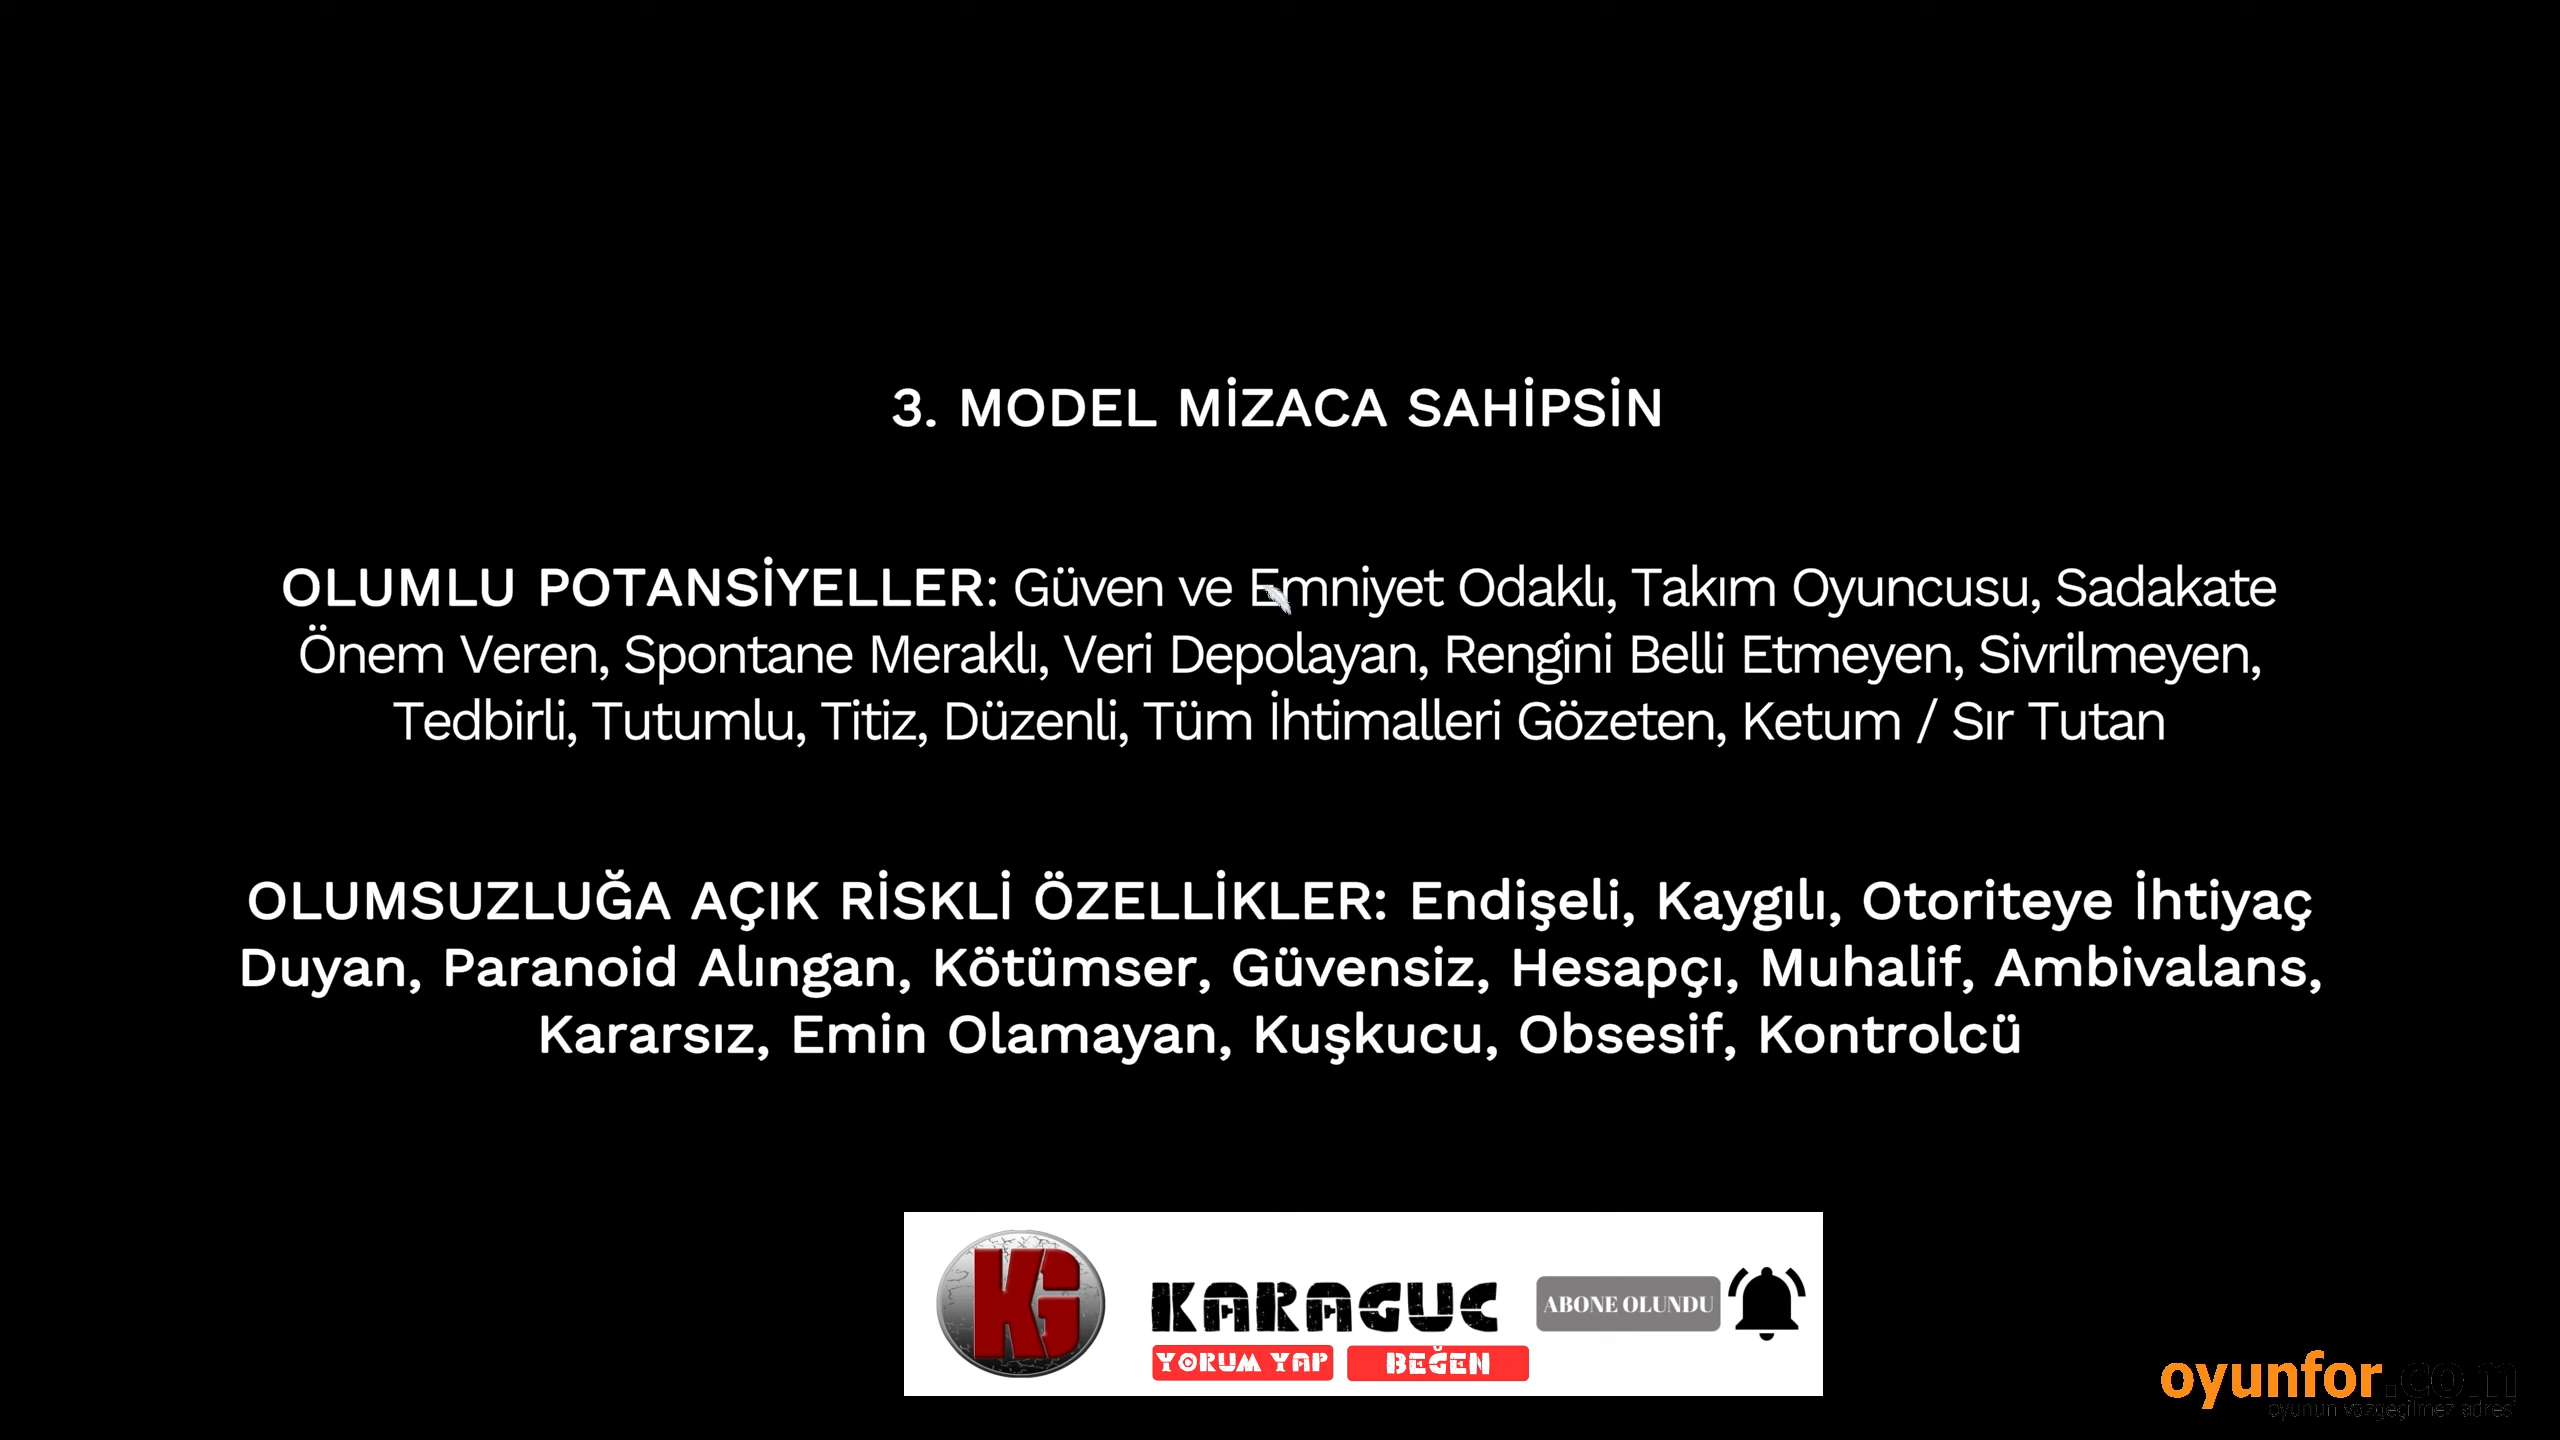 3. MODEL MİZACA SAHİPSİN
OLUMLU POTANSİYELLER: Güven ve Emniyet Odaklı, Takım Oyuncusu, Sadakate
Önem Veren, Spontane Meraklı, Veri Depolayan, Rengini Belli Etmeyen, Sivrilmeyen,
Tedbirli, Tutumlu, Titiz, Düzenli, Tüm İhtimalleri Gözeten, Ketum / Sır Tutan
OLUMSUZLUĞA AÇIK RİSKLİ ÖZELLİKLER: Endişeli, Kaygılı, Otoriteye İhtiyaç
Duyan, Paranoid Alıngan, Kötümser, Güvensiz, Hesapçı, Muhalif, Ambivalans,
Kararsız, Emin Olamayan, Kuşkucu, Obsesif, Kontrolcü
KG
KARAGUC
ABONE OLUNDU
YORUM YAP
BEĞEN
oyunfor.com
oyunun vazgeçilmez adresi